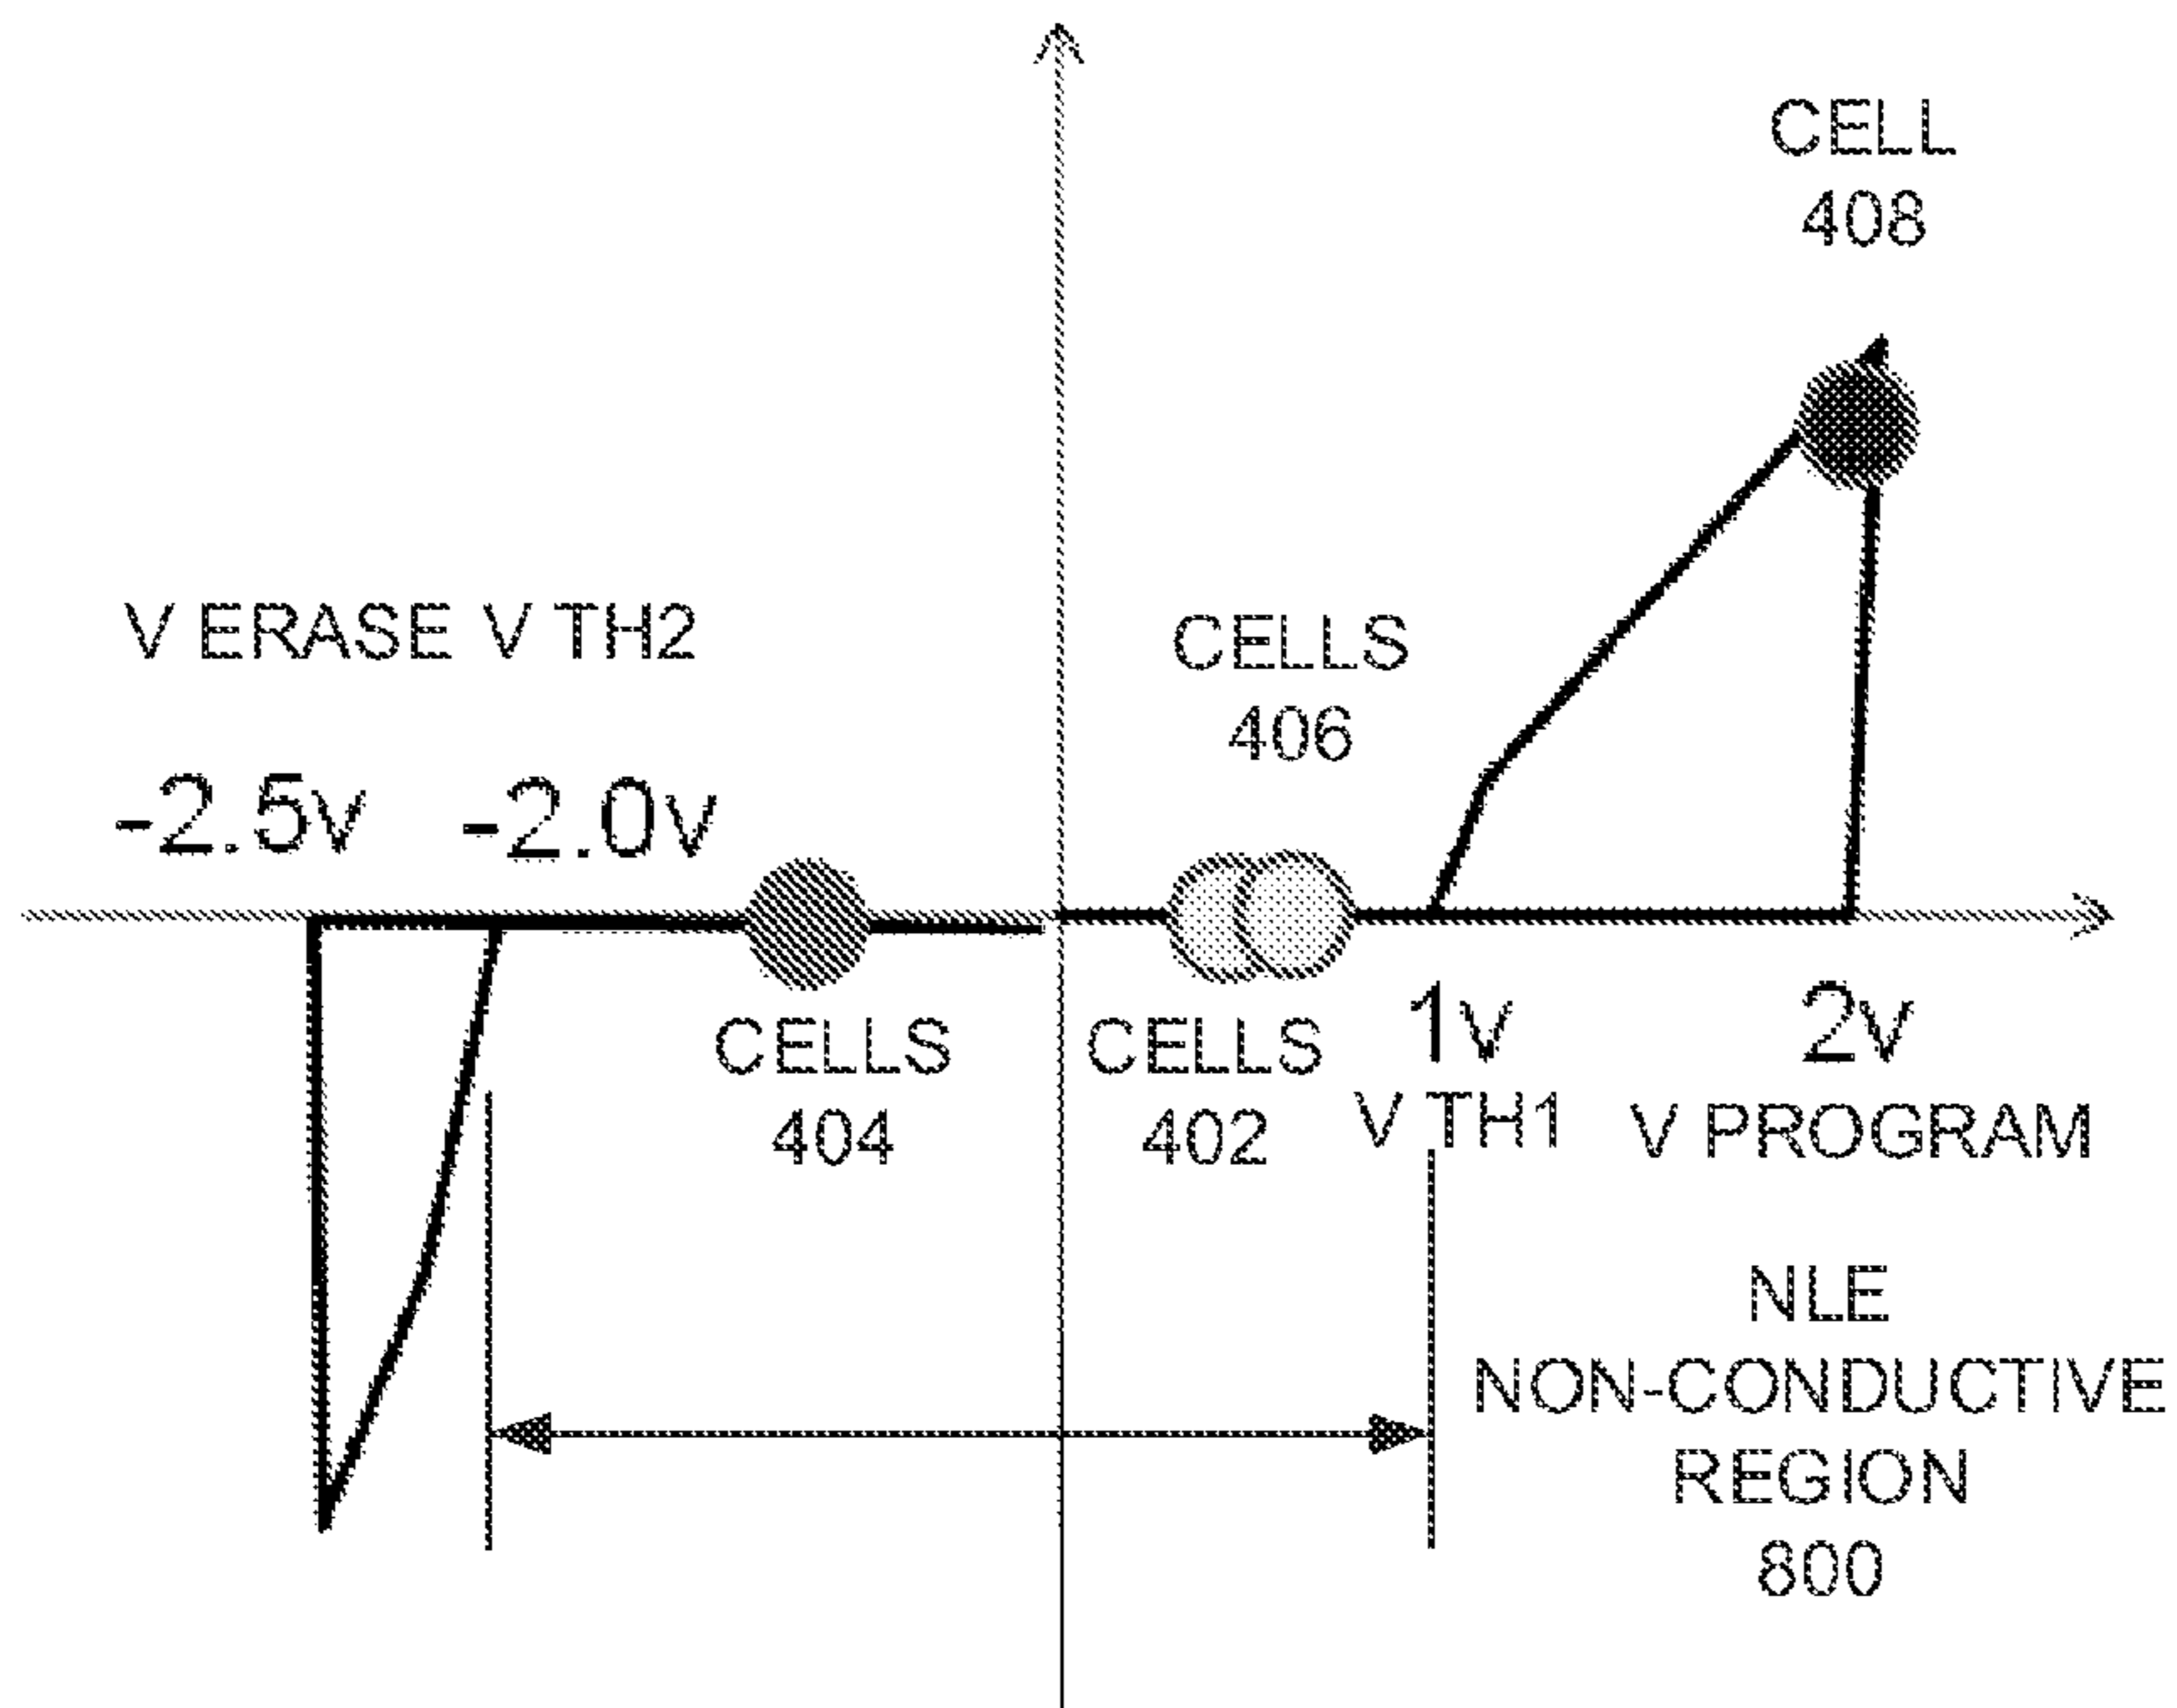 CELL
408
V ERASE V TH2
CELLS
406
-2.5v -2.0v
CELLS
404
CELLS
402
1v
V TH1
2v
V PROGRAM
NLE
NON-CONDUCTIVE
REGION
800